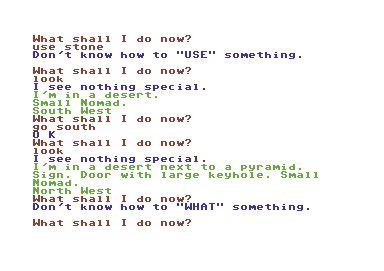 What shall I do now?
use stone
Don't know how to "USE" something.
What shall I do now?
look
I see nothing special.
I'm in a desert.
Small Nomad.
South West
What shall I do now?
go south
O K
What shall I do now?
look
I see nothing special.
I'm in a desert next to a pyramid.
Sign. Door with large keyhole. Small
Nomad.
North West
What shall I do now?
Don't know how to "WHAT" something.
What shall I do now?